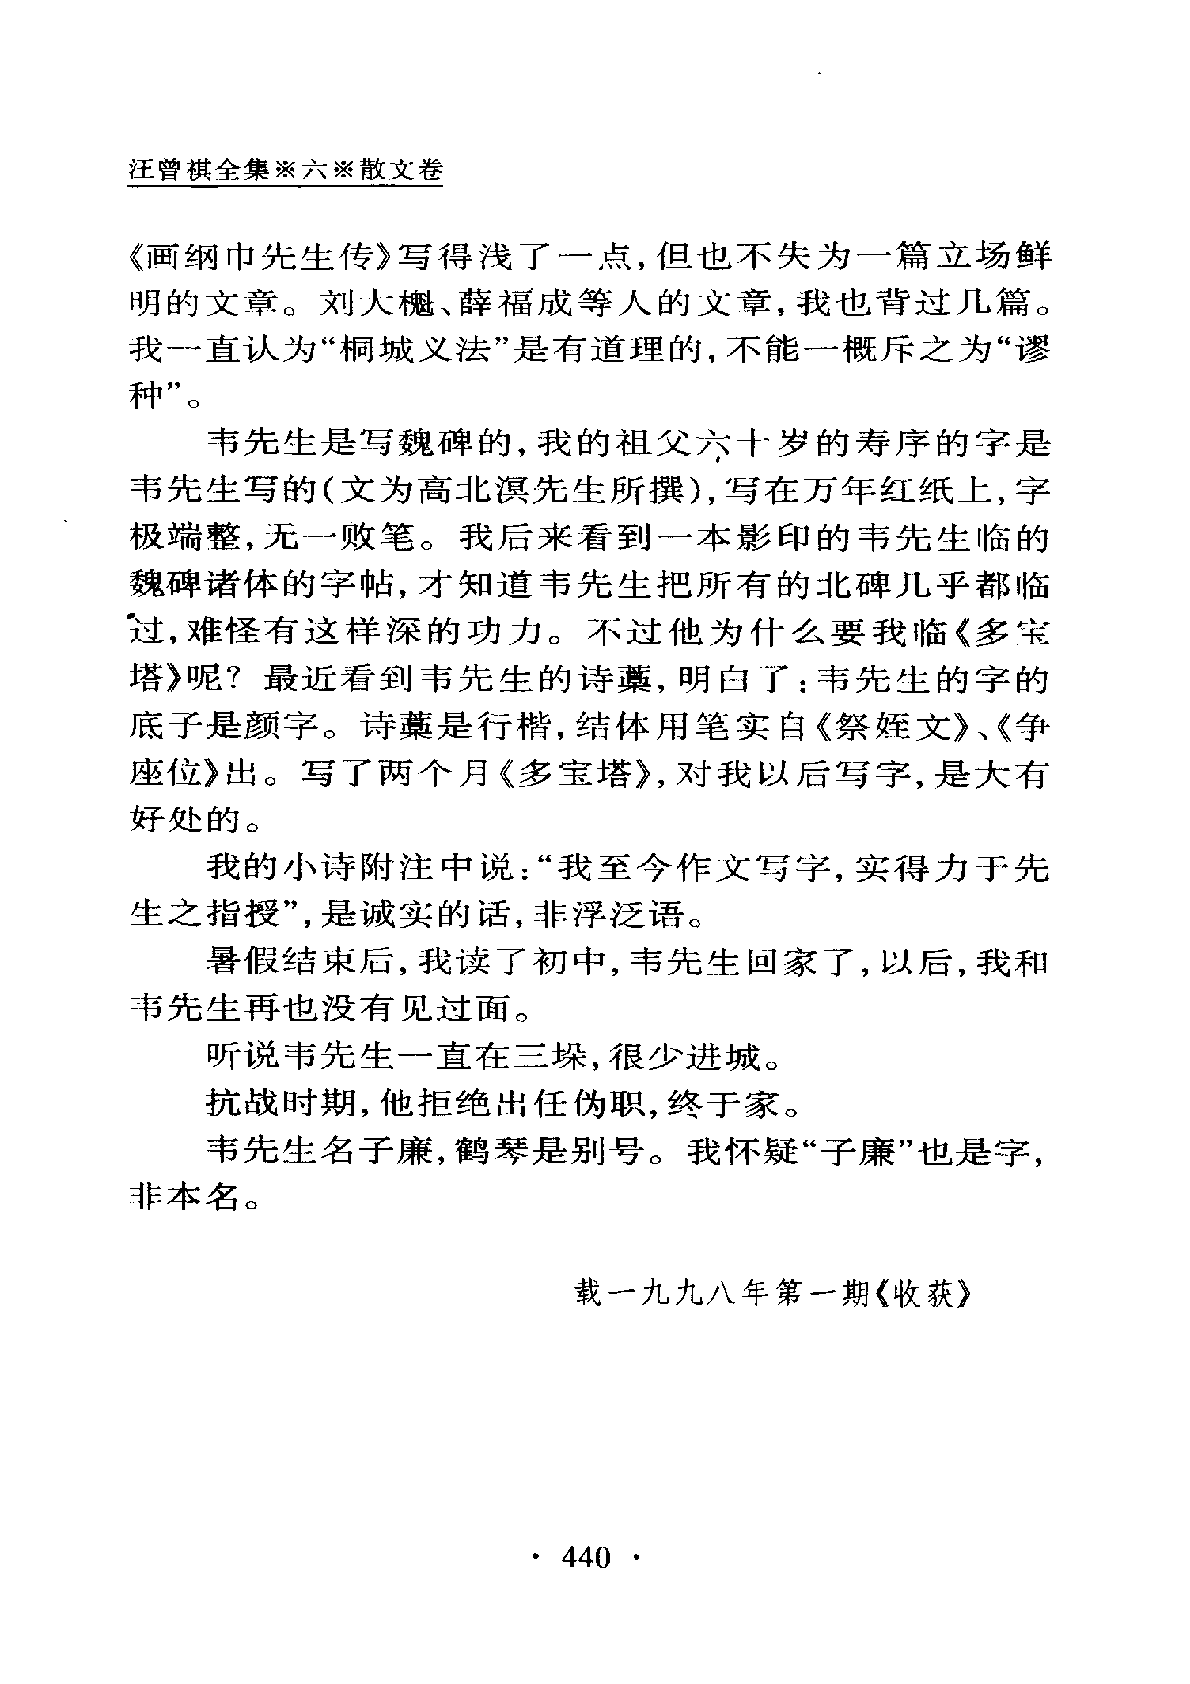 汪曾祺全集※六※散文卷
《画纲巾先生传》写得浅了一点，但也不失为一篇立场鲜
明的文章。刘大櫆、薛福成等人的文章，我也背过几篇。
我一直认为“桐城义法”是有道理的，不能一概斥之为“谬
种”。
韦先生是写魏碑的，我的祖父六十岁的寿序的字是
韦先生写的（文为高北溟先生所撰），写在万年红纸上，字
极端整，无一败笔。我后来看到一本影印的韦先生临的
魏碑诸体的字帖，才知道韦先生把所有的北碑几乎都临
过，难怪有这样深的功力。不过他为什么要我临《多宝
塔》呢？最近看到韦先生的诗藁，明白了：韦先生的字的
底子是颜字。诗藁是行楷，结体用笔实自《祭姪文》、《争
座位》出。写了两个月《多宝塔》，对我以后写字，是大有
好处的。
我的小诗附注中说：“我至今作文写字，实得力于先
生之指授”，是诚实的话，非浮泛语。
暑假结束后，我读了初中，韦先生回家了，以后，我和
韦先生再也没有见过面。
听说韦先生一直在三垛，很少进城。
抗战时期，他拒绝出任伪职，终于家。
韦先生名子廉，鹤琴是别号。我怀疑“子廉”也是字，
非本名。
载一九九八年第一期《收获》
· 440 ·